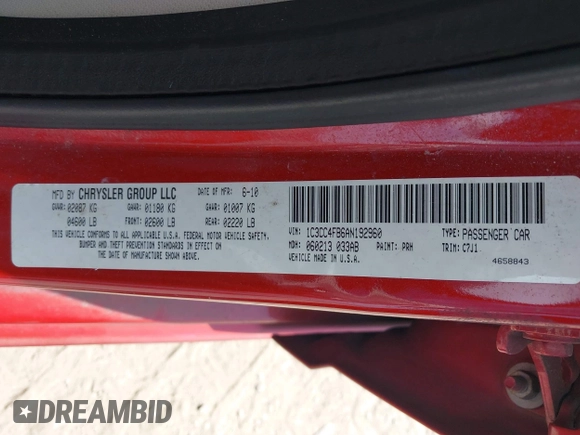 MFD BY CHRYSLER GROUP LLC DATE OF MFR: 6-10
GVWR: 02087 KG GAWR: 01180 KG GAWR: 01007 KG
04600 LB FRONT: 02600 LB REAR: 02220 LB
THIS VEHICLE CONFORMS TO ALL APPLICABLE U.S.A. FEDERAL MOTOR VEHICLE SAFETY,
BUMPER AND THEFT PREVENTION STANDARDS IN EFFECT ON
THE DATE OF MANUFACTURE SHOWN ABOVE.
VIN: 1C3CC4FB6AN192960 TYPE: PASSENGER CAR
MDH: 060213 033AB PAINT: PRH TRIM: C7J1
VEHICLE MADE IN U.S.A.
4658843
DREAMBID